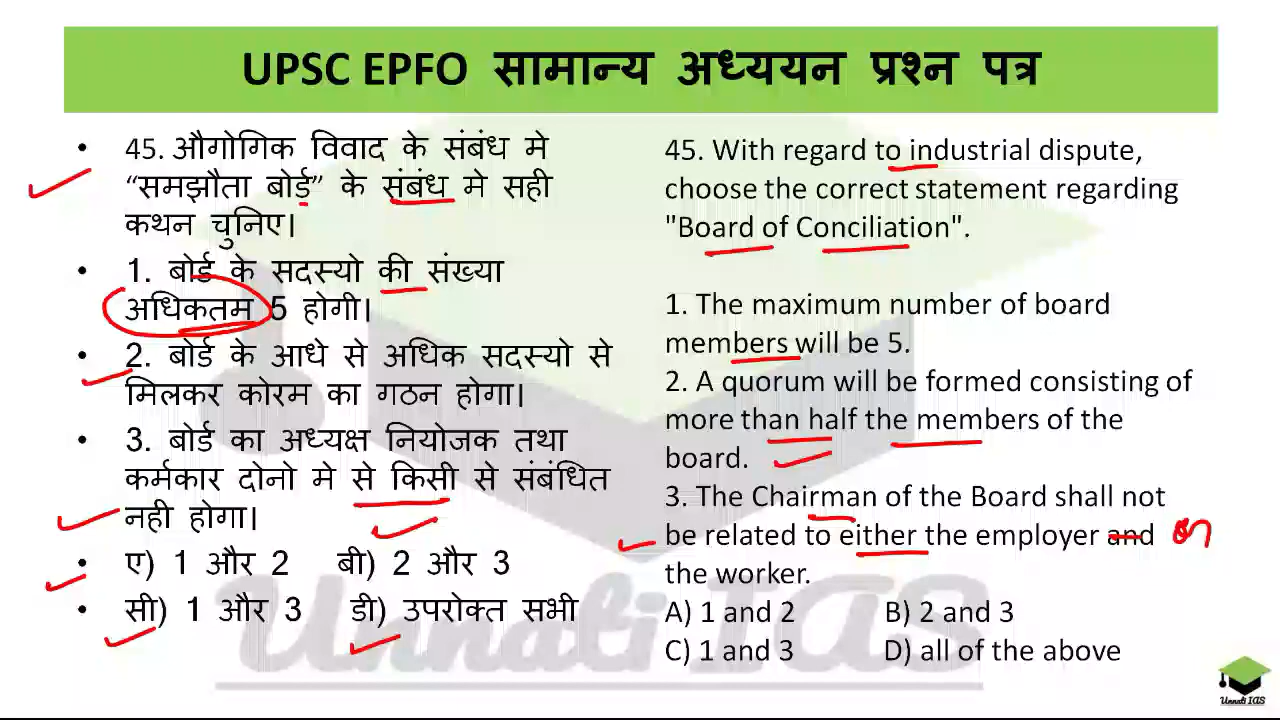 UPSC EPFO सामान्य अध्ययन प्रश्न पत्र
• 45. औगोगिक विवाद के संबंध मे
“समझौता बोर्ड” के संबंध मे सही
कथन चुनिए।
• 1. बोर्ड के सदस्यो की संख्या
अधिकतम 5 होगी।
• 2. बोर्ड के आधे से अधिक सदस्यो से
मिलकर कोरम का गठन होगा।
• 3. बोर्ड का अध्यक्ष नियोजक तथा
कर्मकार दोनो मे से किसी से संबंधित
नही होगा।
• ए) 1 और 2 बी) 2 और 3
• सी) 1 और 3 डी) उपरोक्त सभी
45. With regard to industrial dispute,
choose the correct statement regarding
"Board of Conciliation".
1. The maximum number of board
members will be 5.
2. A quorum will be formed consisting of
more than half the members of the
board.
3. The Chairman of the Board shall not
be related to either the employer and or
the worker.
A) 1 and 2 B) 2 and 3
C) 1 and 3 D) all of the above
Unnati IAS
Unnati IAS